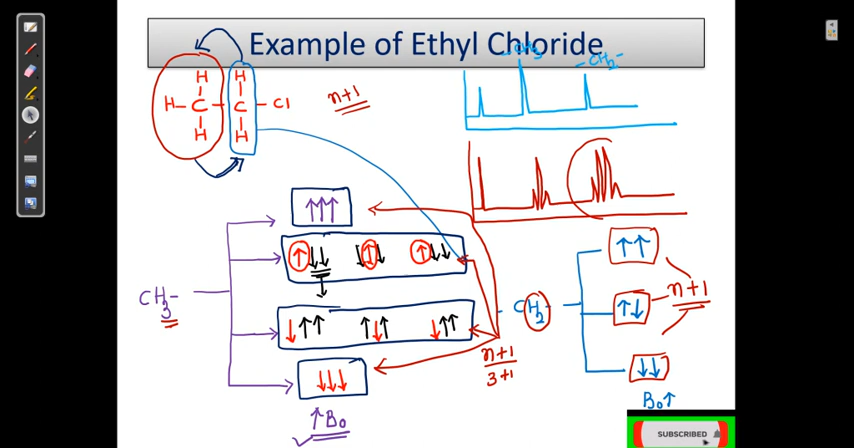 Example of Ethyl Chloride
-CH3
-CH2-
H H
H-C-C-Cl
H H
n+1
↑↑↑
↑↓↓ ↓↑↓ ↑↓↓
CH3-
CH2-
↑↑
↑↓
n+1
↓↑↑ ↑↓↑ ↓↑↑
n+1
3+1
↓↓↓
↓↓
↑B0
B0↑
SUBSCRIBED